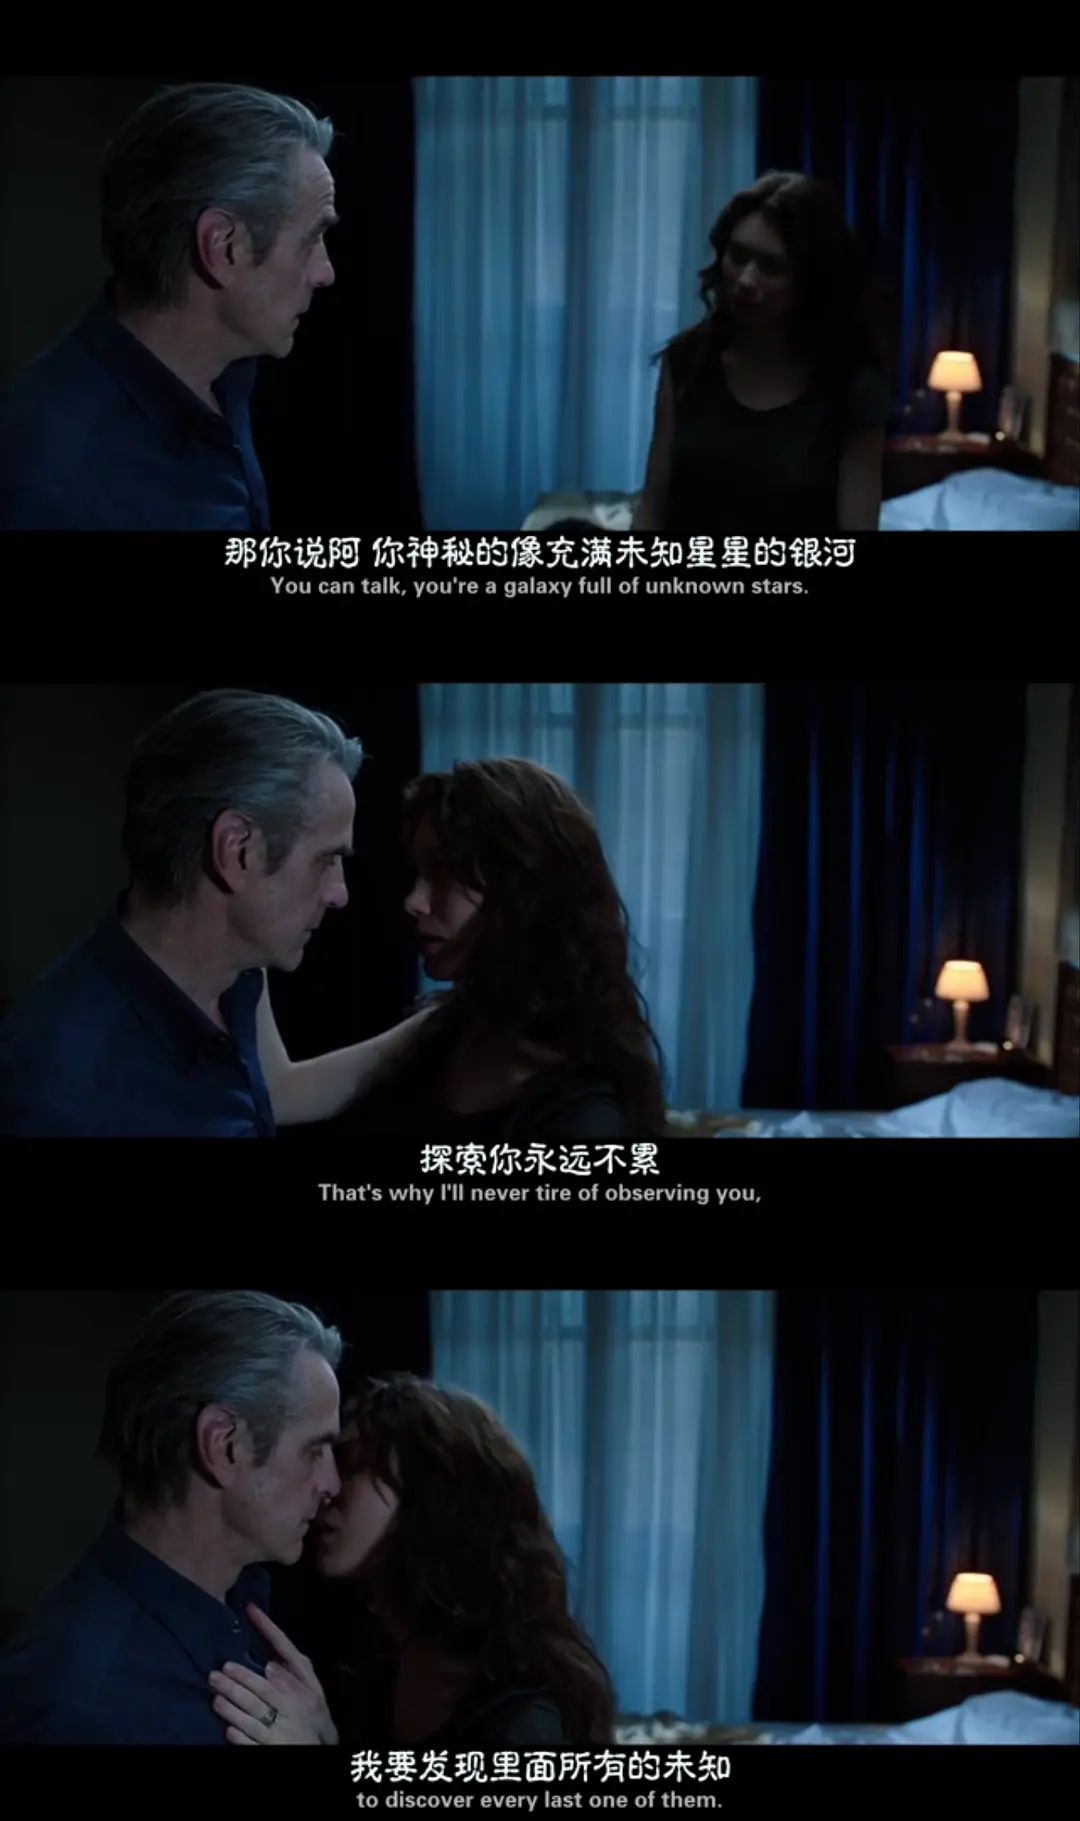 那你说阿 你神秘的像充满未知星星的银河
You can talk, you're a galaxy full of unknown stars.
探索你永远不累
That's why I'll never tire of observing you,
我要发现里面所有的未知
to discover every last one of them.